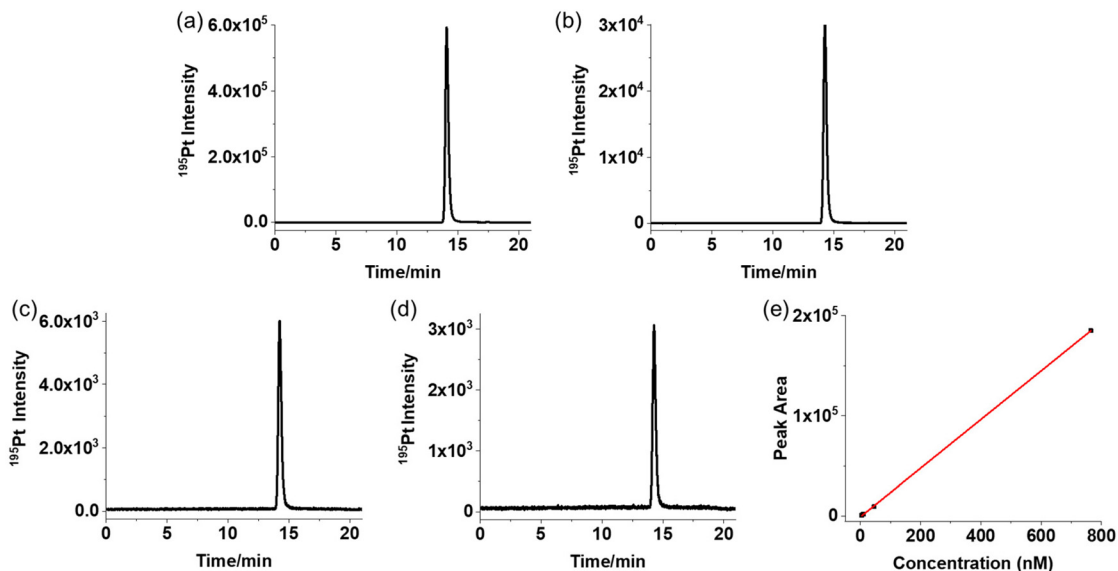 (a)
¹⁹⁵Pt Intensity
6.0x10⁵
4.0x10⁵
2.0x10⁵
0.0
0 5 10 15 20
Time/min
(b)
¹⁹⁵Pt Intensity
3x10⁴
2x10⁴
1x10⁴
0
0 5 10 15 20
Time/min
(c)
¹⁹⁵Pt Intensity
6.0x10³
4.0x10³
2.0x10³
0.0
0 5 10 15 20
Time/min
(d)
¹⁹⁵Pt Intensity
3x10³
2x10³
1x10³
0
0 5 10 15 20
Time/min
(e)
Peak Area
2x10⁵
1x10⁵
0
0 200 400 600 800
Concentration (nM)